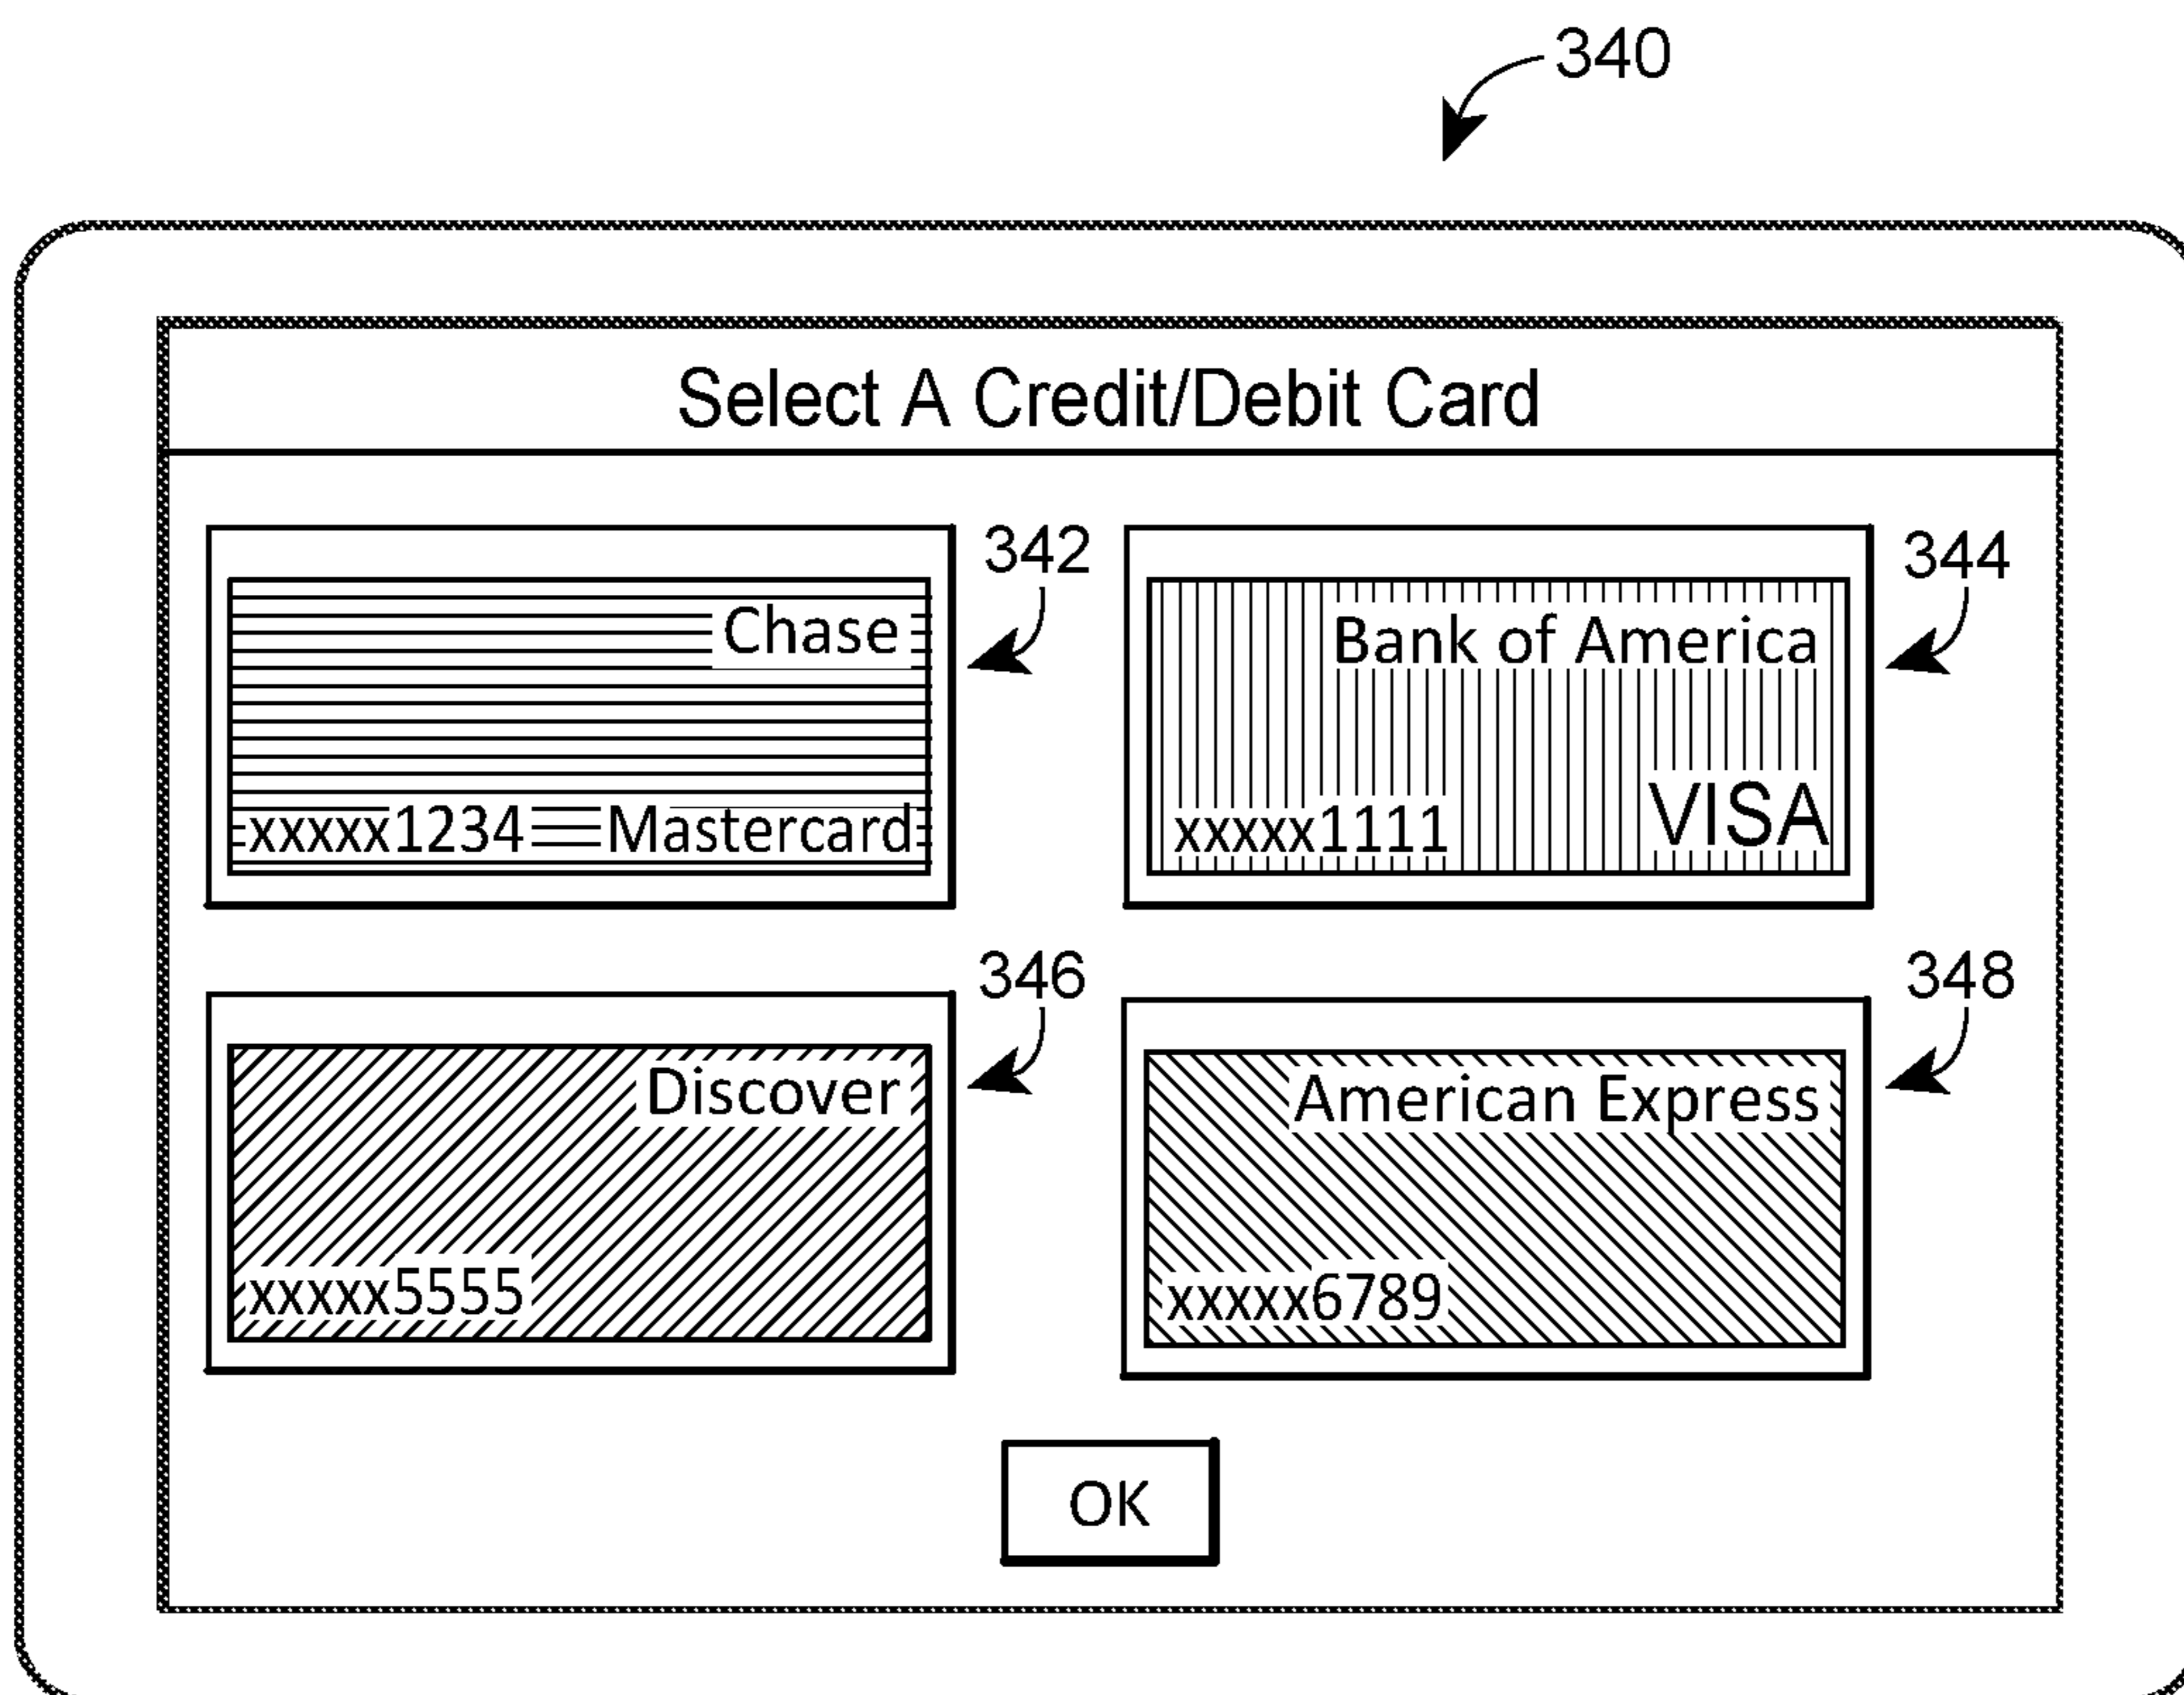 340
Select A Credit/Debit Card
342
344
Chase
Bank of America
xxxxx1234 Mastercard
xxxxx1111 VISA
346
348
Discover
American Express
xxxxx5555
xxxxx6789
OK